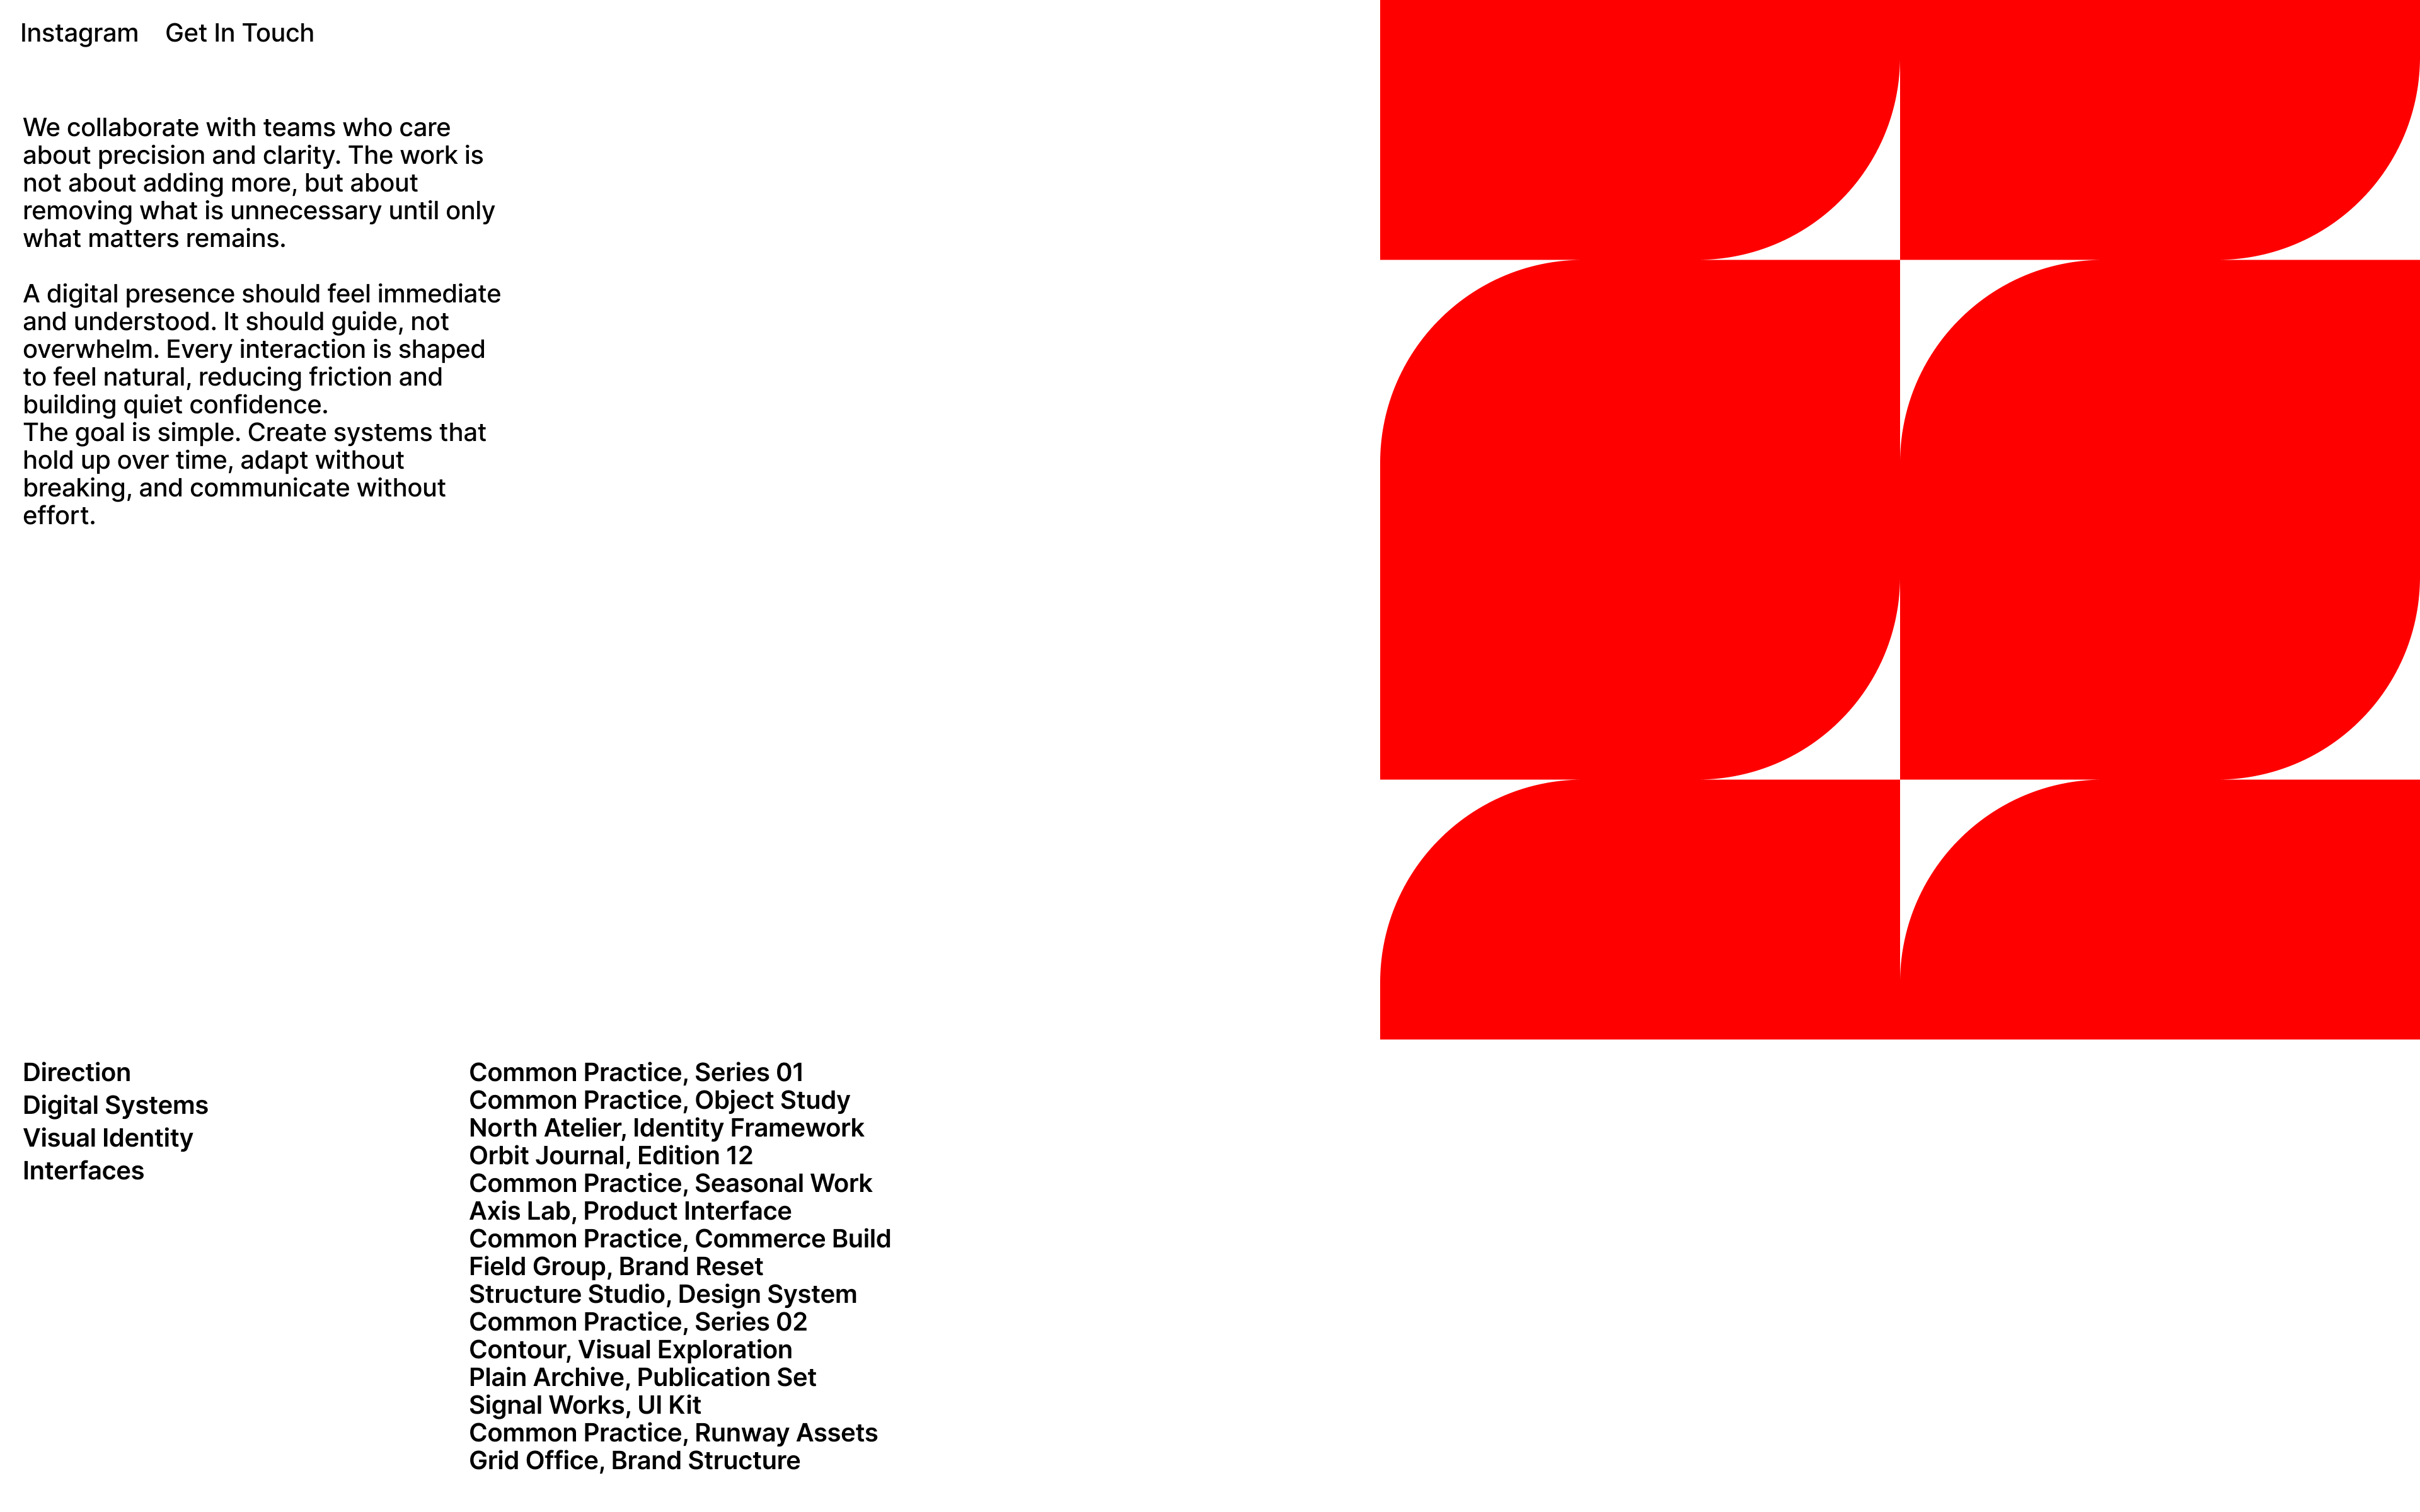 Instagram Get In Touch
We collaborate with teams who care
about precision and clarity. The work is
not about adding more, but about
removing what is unnecessary until only
what matters remains.
A digital presence should feel immediate
and understood. It should guide, not
overwhelm. Every interaction is shaped
to feel natural, reducing friction and
building quiet confidence.
The goal is simple. Create systems that
hold up over time, adapt without
breaking, and communicate without
effort.
Direction
Digital Systems
Visual Identity
Interfaces
Common Practice, Series 01
Common Practice, Object Study
North Atelier, Identity Framework
Orbit Journal, Edition 12
Common Practice, Seasonal Work
Axis Lab, Product Interface
Common Practice, Commerce Build
Field Group, Brand Reset
Structure Studio, Design System
Common Practice, Series 02
Contour, Visual Exploration
Plain Archive, Publication Set
Signal Works, UI Kit
Common Practice, Runway Assets
Grid Office, Brand Structure